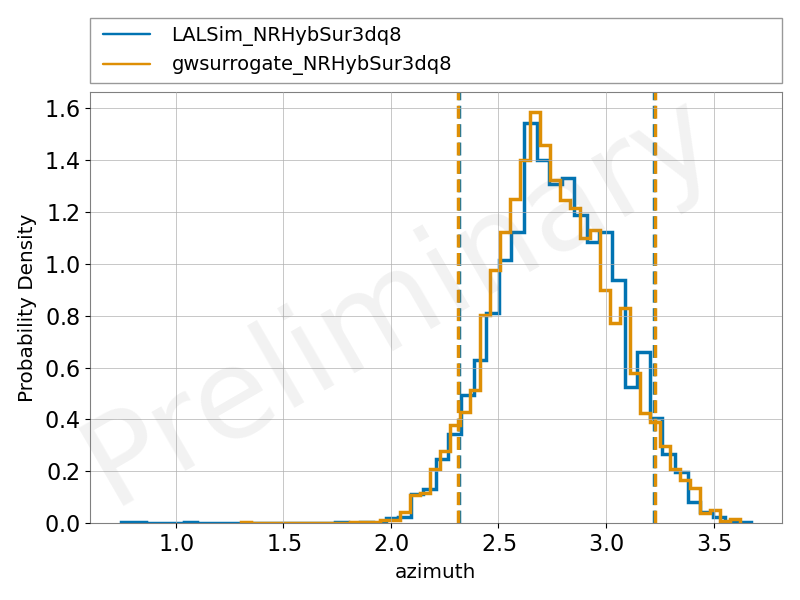 LALSim_NRHybSur3dq8
gwsurrogate_NRHybSur3dq8
1.6
1.4
1.2
1.0
0.8
0.6
0.4
0.2
0.0
Probability Density
Preliminary
1.0 1.5 2.0 2.5 3.0 3.5
azimuth